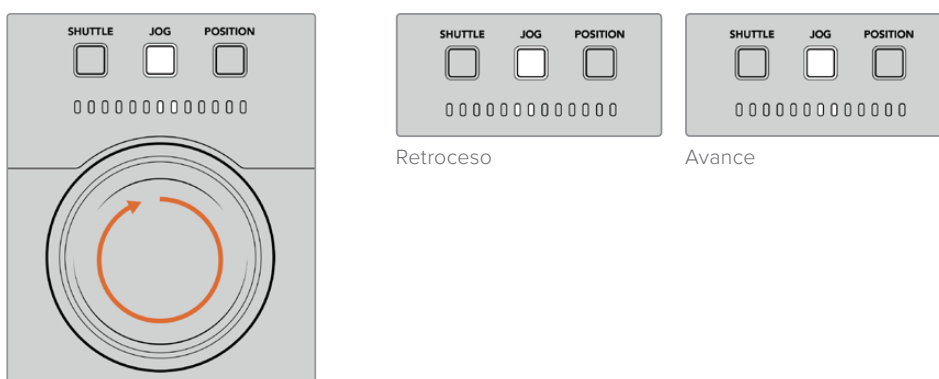 SHUTTLE JOG POSITION
SHUTTLE JOG POSITION
SHUTTLE JOG POSITION
Retroceso
Avance